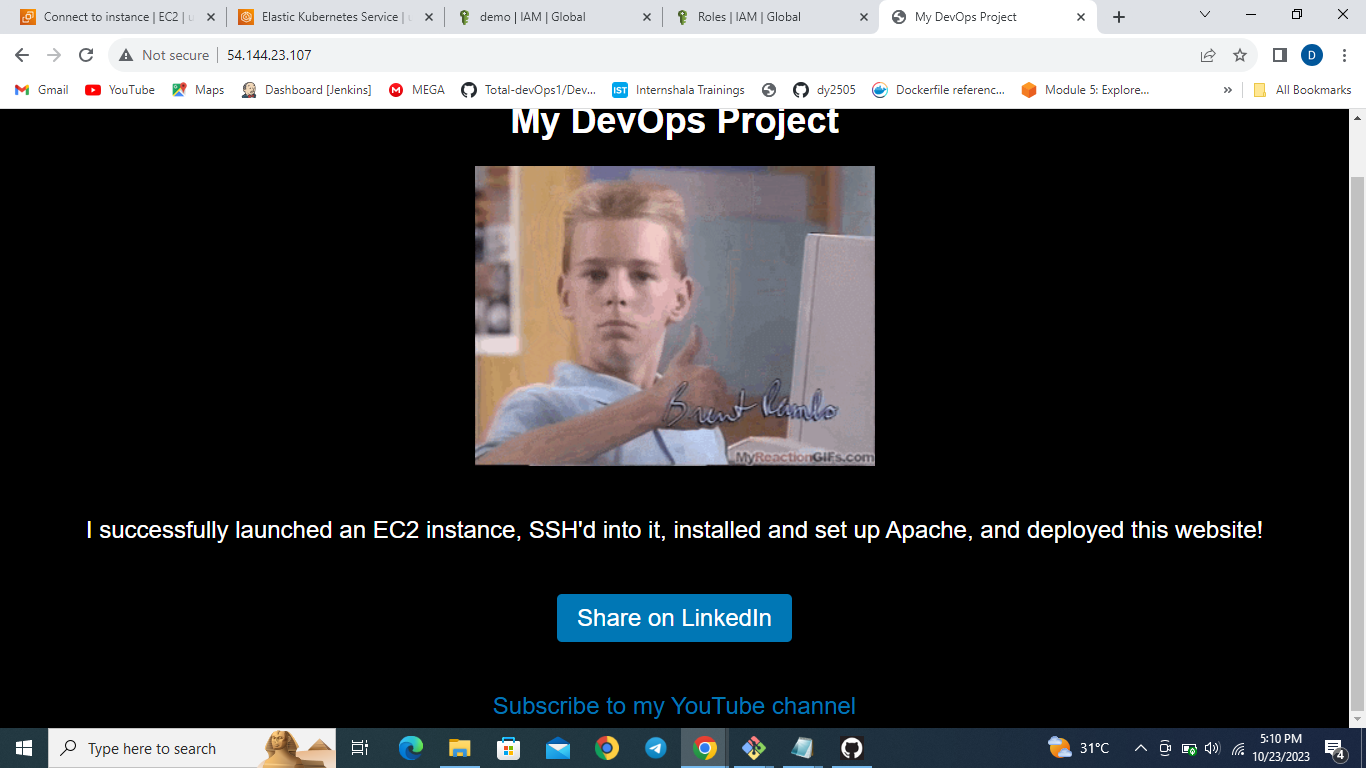 Connect to instance | EC2 | u
Elastic Kubernetes Service | u
demo | IAM | Global
Roles | IAM | Global
My DevOps Project
Not secure
54.144.23.107
D
Gmail
YouTube
Maps
Dashboard [Jenkins]
MEGA
Total-devOps1/Dev...
IST
Internshala Trainings
dy2505
Dockerfile referenc...
Module 5: Explore...
»
All Bookmarks
My DevOps Project
Brent Rambo
MyReactionGIFs.com
I successfully launched an EC2 instance, SSH'd into it, installed and set up Apache, and deployed this website!
Share on LinkedIn
Subscribe to my YouTube channel
Type here to search
31°C
5:10 PM
10/23/2023
4